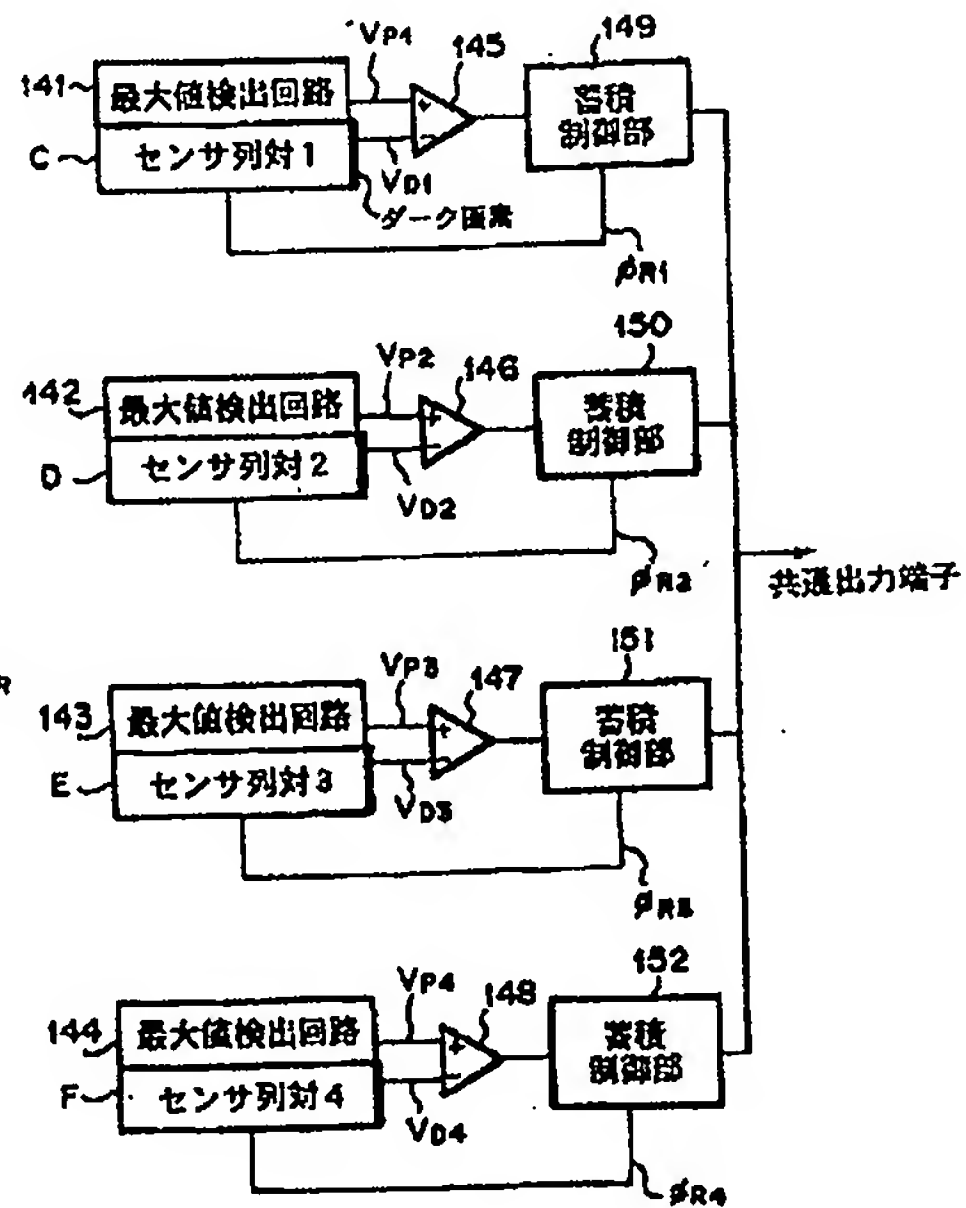 VP1
145
149
141
最大値検出回路
蓄積
制御部
C
センサ列対1
VD1
ダーク画素
φR1
150
VP2
146
142
最大値検出回路
蓄積
制御部
D
センサ列対2
VD2
φR2
共通出力端子
151
VP3
147
R
143
最大値検出回路
蓄積
制御部
E
センサ列対3
VD3
φR3
152
VP4
148
144
最大値検出回路
蓄積
制御部
F
センサ列対4
VD4
φR4